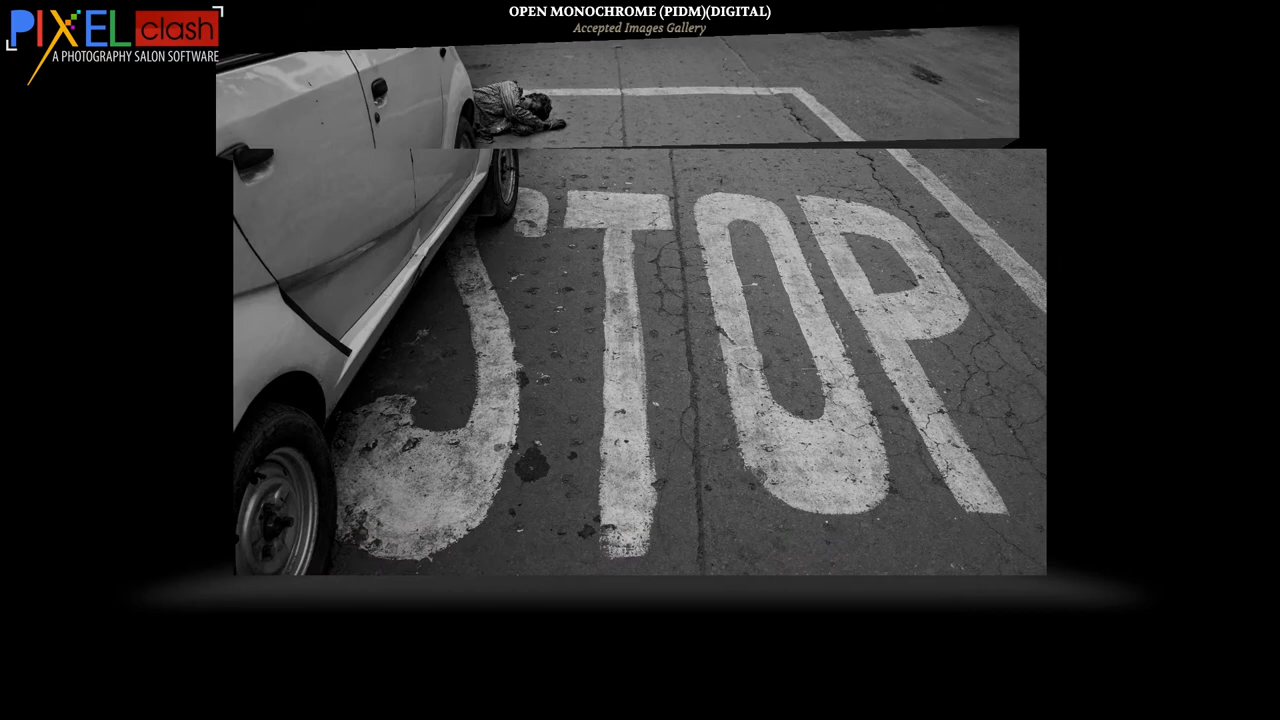 PIXEL clash
A PHOTOGRAPHY SALON SOFTWARE
OPEN MONOCHROME (PIDM)(DIGITAL)
Accepted Images Gallery
STOP